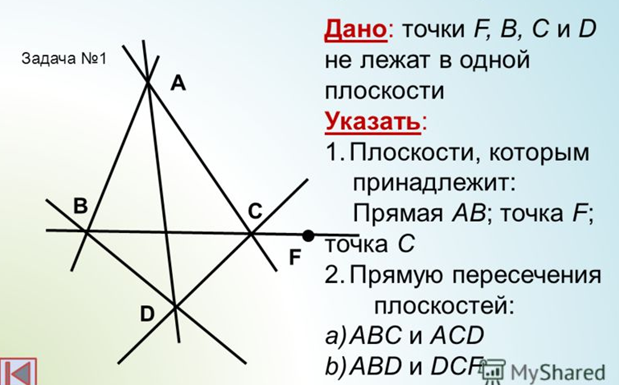 Задача №1
A
B
C
F
D
Дано: точки F, B, C и D
не лежат в одной
плоскости
Указать:
1. Плоскости, которым
принадлежит:
Прямая AB; точка F;
точка C
2. Прямую пересечения
плоскостей:
a) ABC и ACD
b) ABD и DCF
MyShared